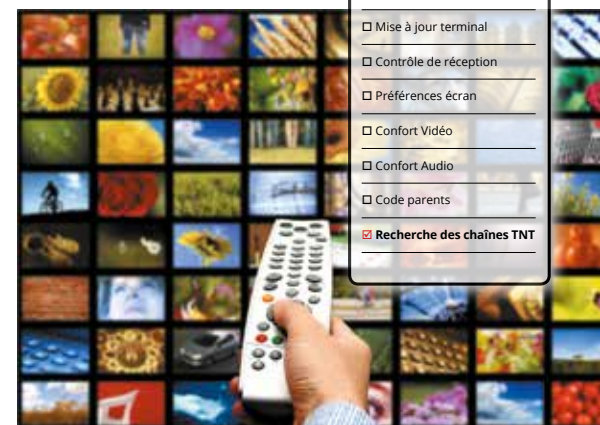 Mise à jour terminal
Contrôle de réception
Préférences écran
Confort Vidéo
Confort Audio
Code parents
Recherche des chaînes TNT